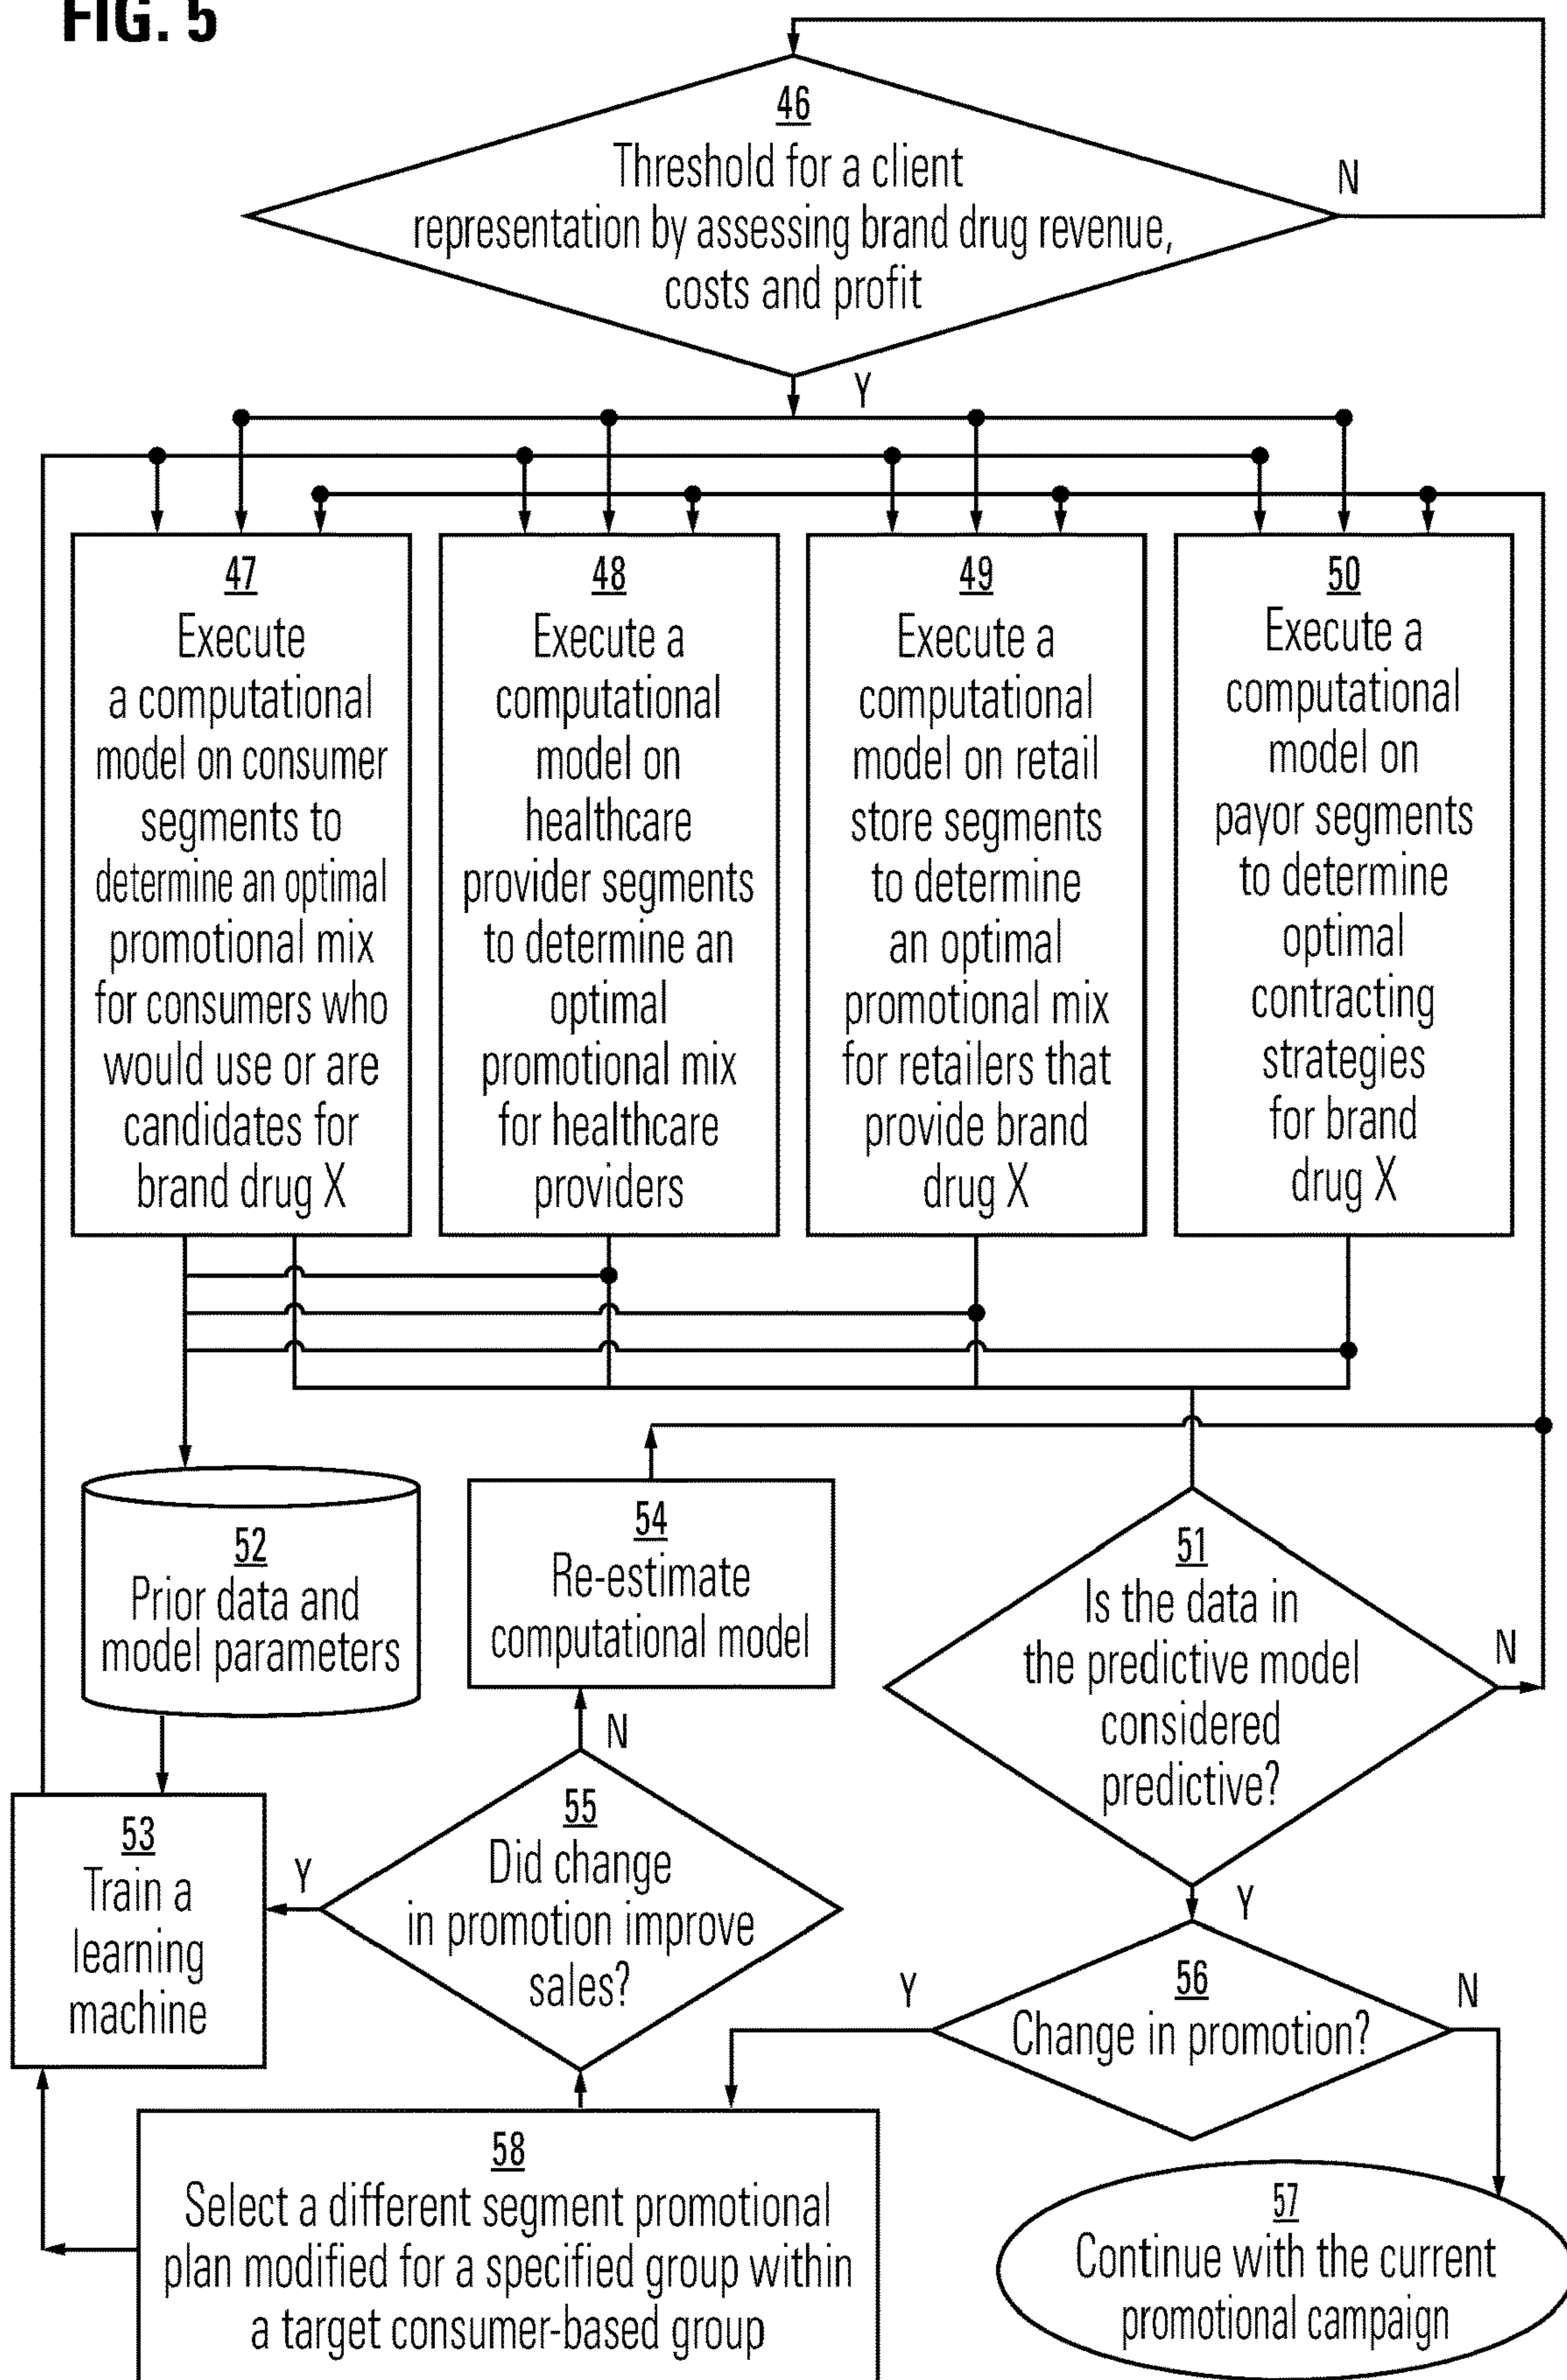 FIG. 5
46
Threshold for a client
representation by assessing brand drug revenue,
costs and profit
N
Y
47
Execute
a computational
model on consumer
segments to
determine an optimal
promotional mix
for consumers who
would use or are
candidates for
brand drug X
48
Execute a
computational
model on
healthcare
provider segments
to determine an
optimal
promotional mix
for healthcare
providers
49
Execute a
computational
model on retail
store segments
to determine
an optimal
promotional mix
for retailers that
provide brand
drug X
50
Execute a
computational
model on
payor segments
to determine
optimal
contracting
strategies
for brand
drug X
52
Prior data and
model parameters
54
Re-estimate
computational model
51
Is the data in
the predictive model
considered
predictive?
N
Y
N
53
Train a
learning
machine
Y
55
Did change
in promotion improve
sales?
Y
56
Change in promotion?
N
58
Select a different segment promotional
plan modified for a specified group within
a target consumer-based group
57
Continue with the current
promotional campaign